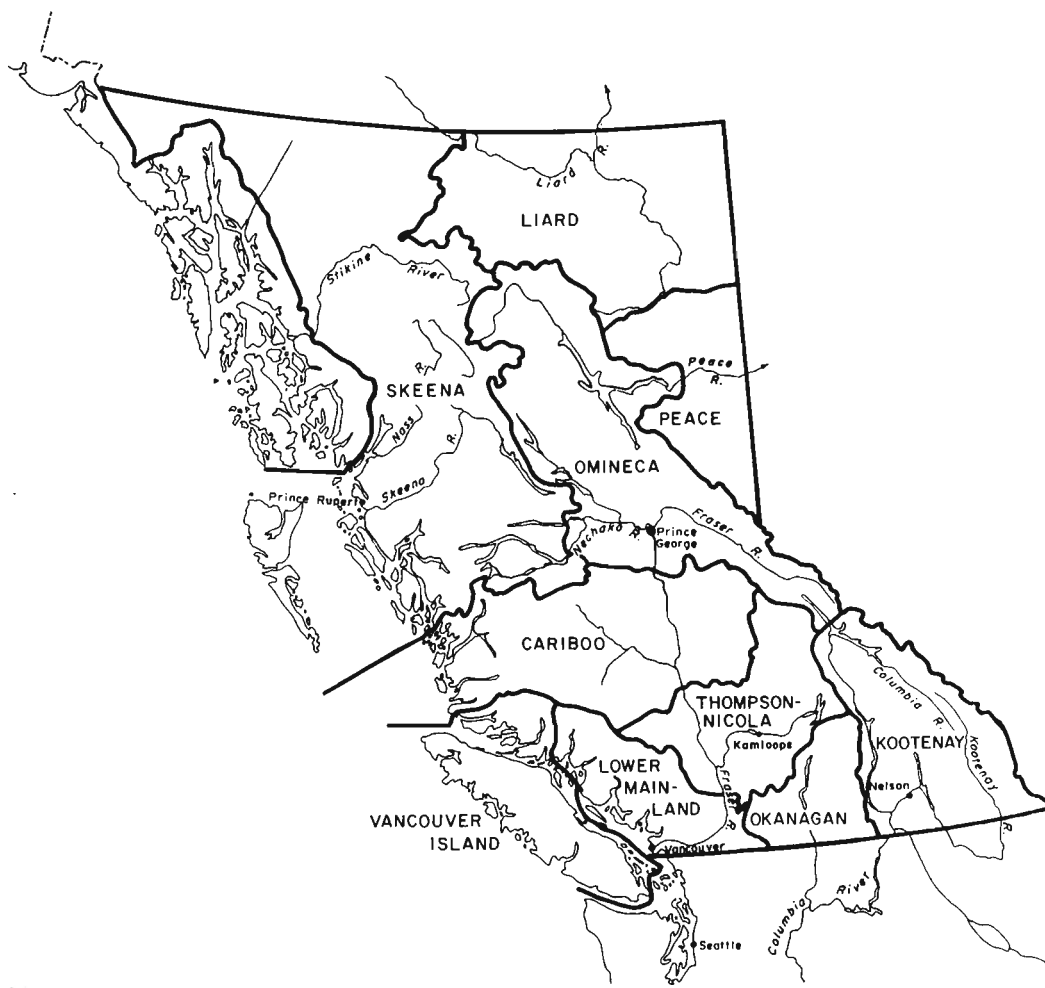 Liard R.
LIARD
Stikine River
Peace R.
SKEENA
R.
PEACE
Nass
R.
OMINECA
Skeena
Prince Rupert
Fraser R.
Nechako R.
Prince
George
CARIBOO
Columbia R.
THOMPSON-
NICOLA
Kamloops
KOOTENAY
Kootenay R.
LOWER
MAIN-
LAND
Nelson
Fraser R.
VANCOUVER
ISLAND
OKANAGAN
Vancouver
Columbia River
Seattle